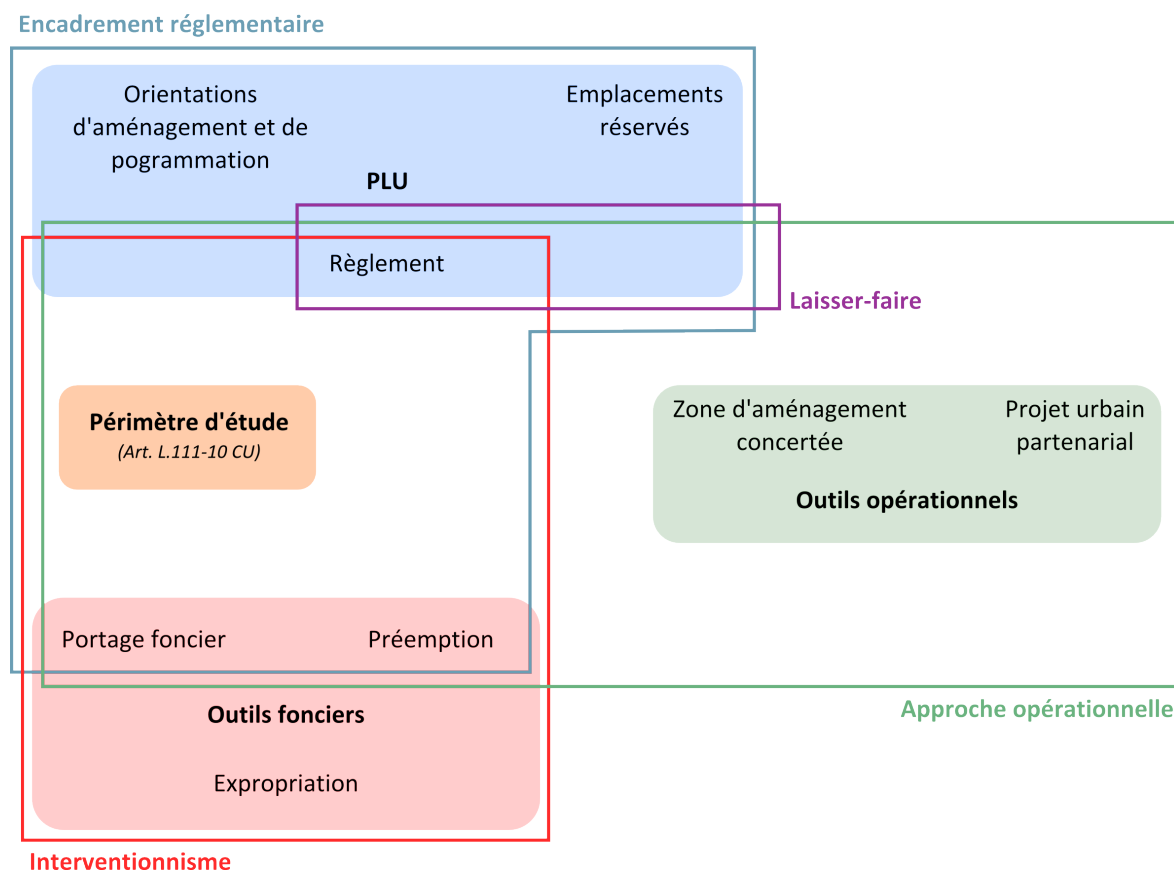 Encadrement réglementaire
Orientations
d'aménagement et de
pogrammation
Emplacements
réservés
PLU
Règlement
Laisser-faire
Périmètre d'étude
(Art. L.111-10 CU)
Zone d'aménagement
concertée
Projet urbain
partenarial
Outils opérationnels
Portage foncier
Préemption
Outils fonciers
Approche opérationnelle
Expropriation
Interventionnisme